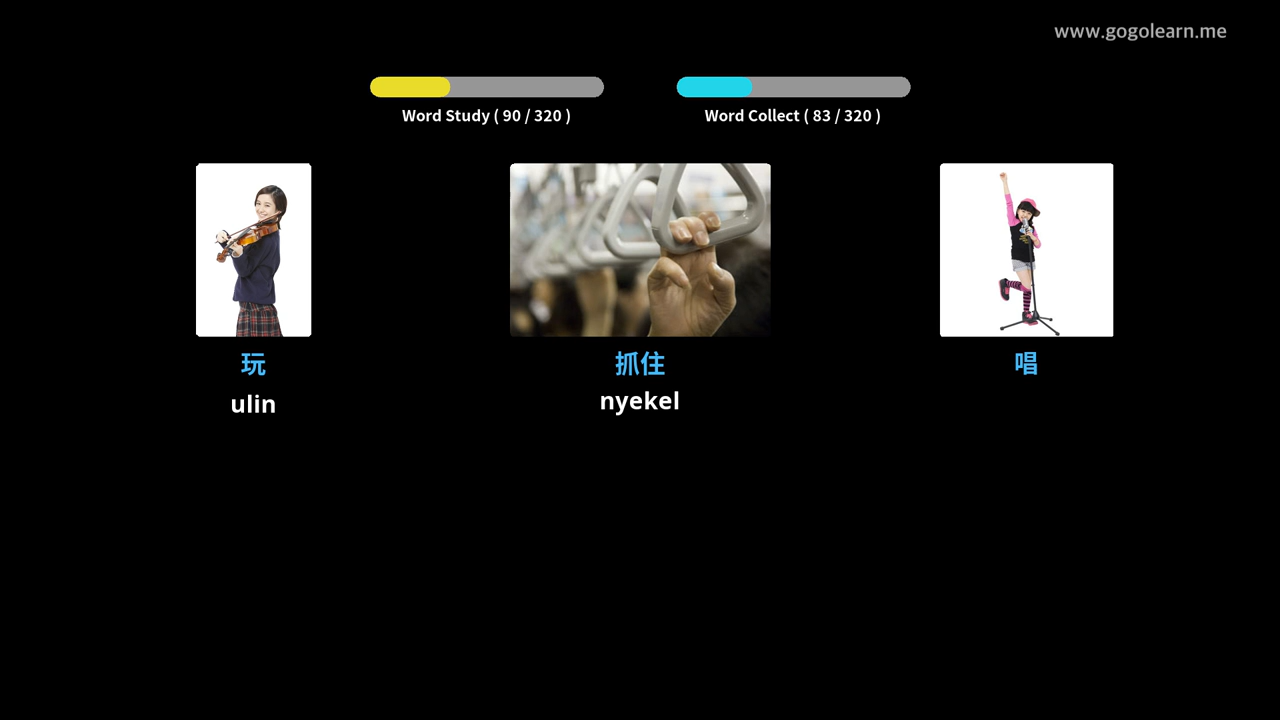 www.gogolearn.me
Word Study ( 90 / 320 )
Word Collect ( 83 / 320 )
玩
抓住
唱
ulin
nyekel